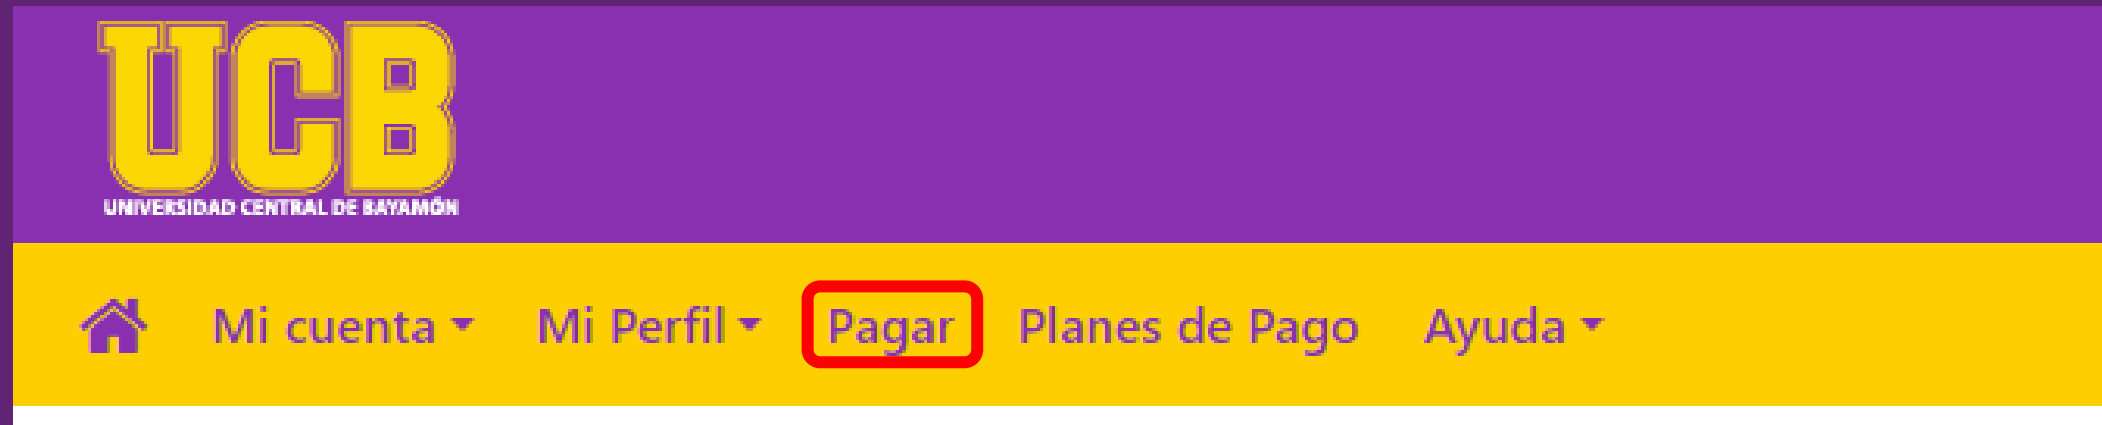 UCB
UNIVERSIDAD CENTRAL DE BAYAMÓN
Mi cuenta Mi Perfil Pagar Planes de Pago Ayuda